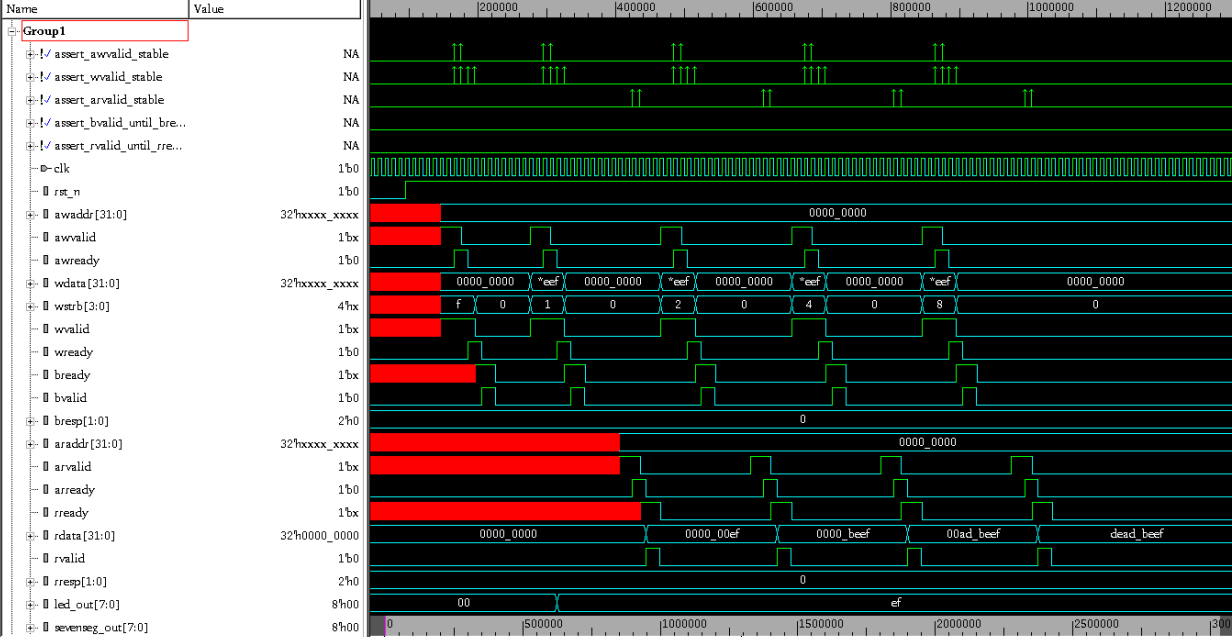 Name Value 200000 400000 600000 800000 1000000 1200000
Group1
assert_awvalid_stable NA
assert_wvalid_stable NA
assert_arvalid_stable NA
assert_bvalid_until_bre... NA
assert_rvalid_until_rre... NA
clk 1'b0
rst_n 1'b0
awaddr[31:0] 32'hxxxx_xxxx 0000_0000
awvalid 1'bx
awready 1'b0
wdata[31:0] 32'hxxxx_xxxx 0000_0000 *eef 0000_0000 *eef 0000_0000 *eef 0000_0000 *eef 0000_0000
wstrb[3:0] 4'hx f 0 1 0 2 0 4 0 8 0
wvalid 1'bx
wready 1'b0
bready 1'bx
bvalid 1'b0
bresp[1:0] 2'h0 0
araddr[31:0] 32'hxxxx_xxxx 0000_0000
arvalid 1'bx
arready 1'b0
rready 1'bx
rdata[31:0] 32'h0000_0000 0000_0000 0000_00ef 0000_beef 00ad_beef dead_beef
rvalid 1'b0
rresp[1:0] 2'h0 0
led_out[7:0] 8'h00 00 ef
sevenseg_out[7:0] 8'h00 0 500000 1000000 1500000 2000000 2500000